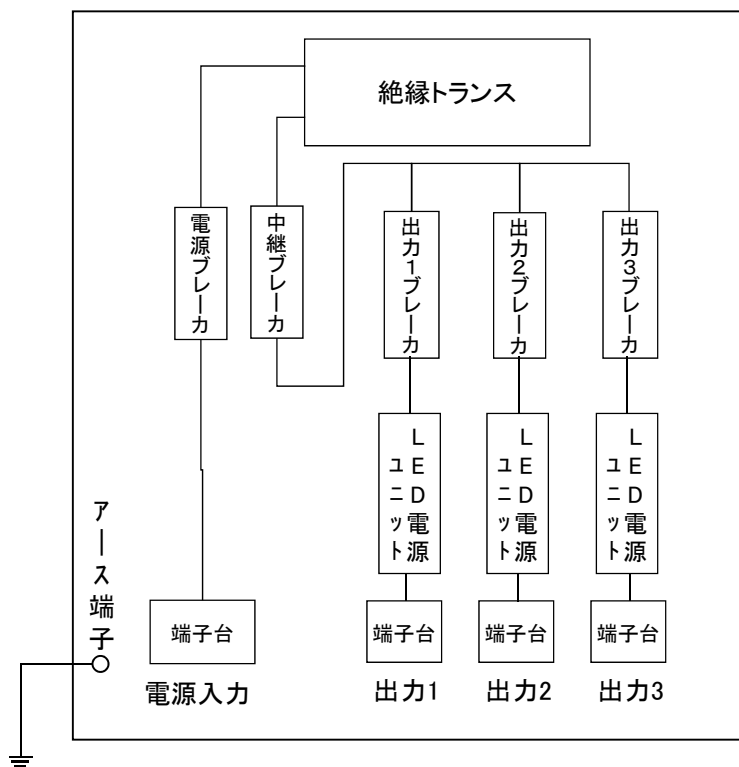 絶縁トランス
電源ブレーカ
中継ブレーカ
出力1ブレーカ
出力2ブレーカ
出力3ブレーカ
LED電源
ユニット
LED電源
ユニット
LED電源
ユニット
アース端子
端子台
端子台
端子台
端子台
電源入力
出力1
出力2
出力3